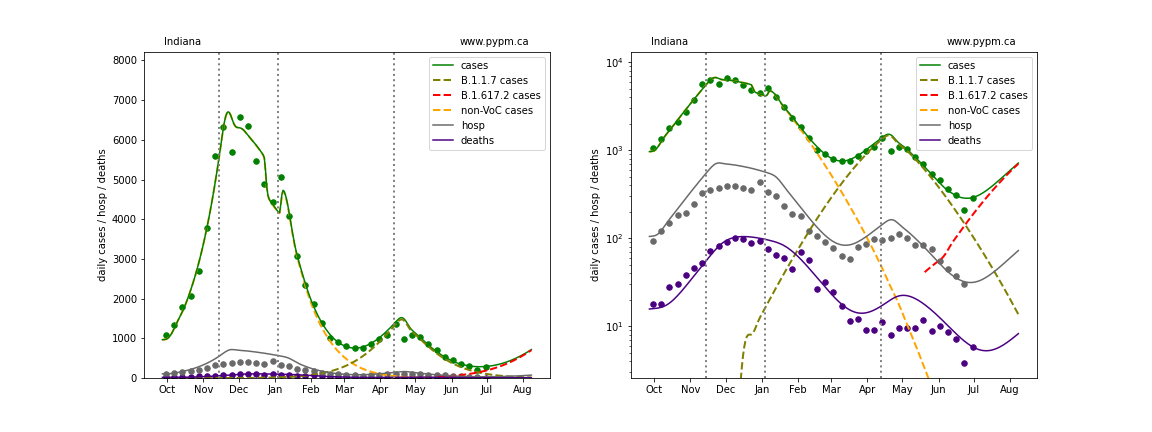 Indiana www.pypm.ca
daily cases / hosp / deaths
8000
7000
6000
5000
4000
3000
2000
1000
0
cases
B.1.1.7 cases
B.1.617.2 cases
non-VoC cases
hosp
deaths
Oct Nov Dec Jan Feb Mar Apr May Jun Jul Aug
Indiana www.pypm.ca
daily cases / hosp / deaths
10⁴
10³
10²
10¹
cases
B.1.1.7 cases
B.1.617.2 cases
non-VoC cases
hosp
deaths
Oct Nov Dec Jan Feb Mar Apr May Jun Jul Aug